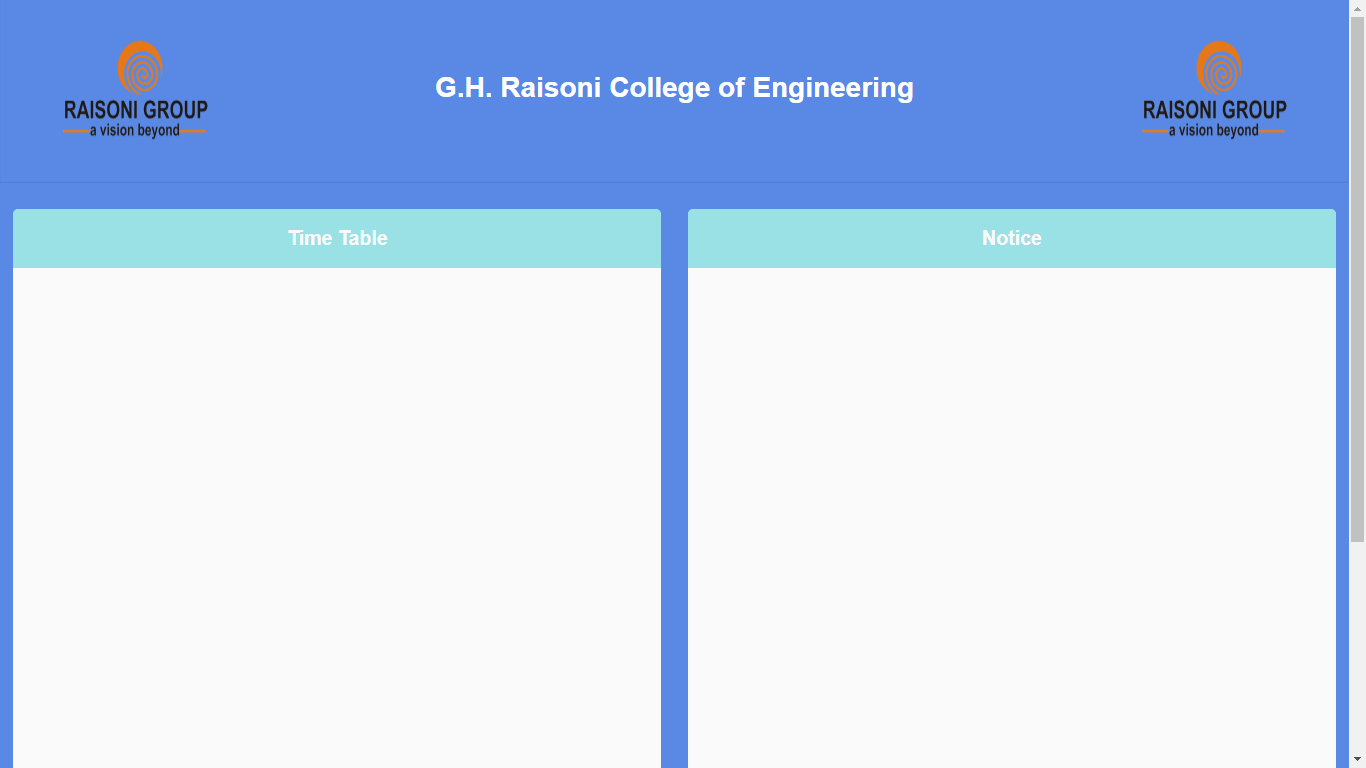 RAISONI GROUP
a vision beyond
G.H. Raisoni College of Engineering
RAISONI GROUP
a vision beyond
Time Table
Notice